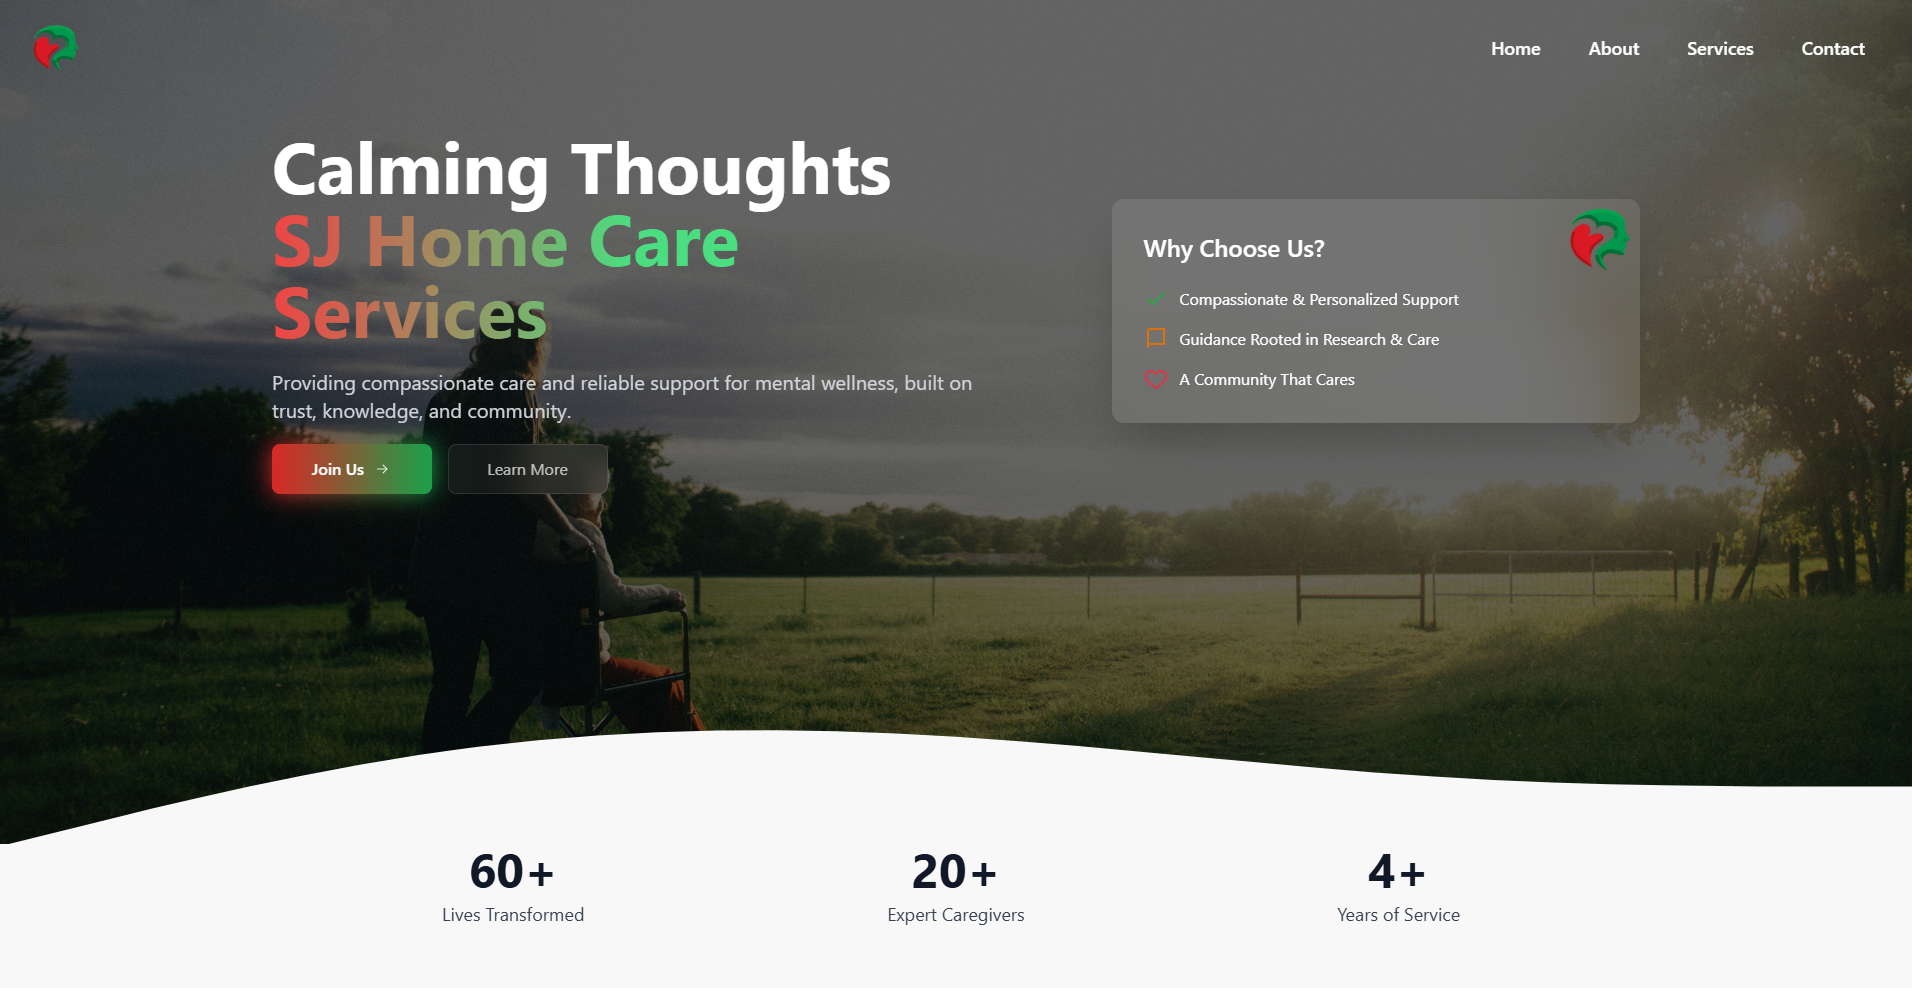 Home
About
Services
Contact
Calming Thoughts
SJ Home Care
Services
Providing compassionate care and reliable support for mental wellness, built on
trust, knowledge, and community.
Join Us →
Learn More
Why Choose Us?
Compassionate & Personalized Support
Guidance Rooted in Research & Care
A Community That Cares
60+
Lives Transformed
20+
Expert Caregivers
4+
Years of Service